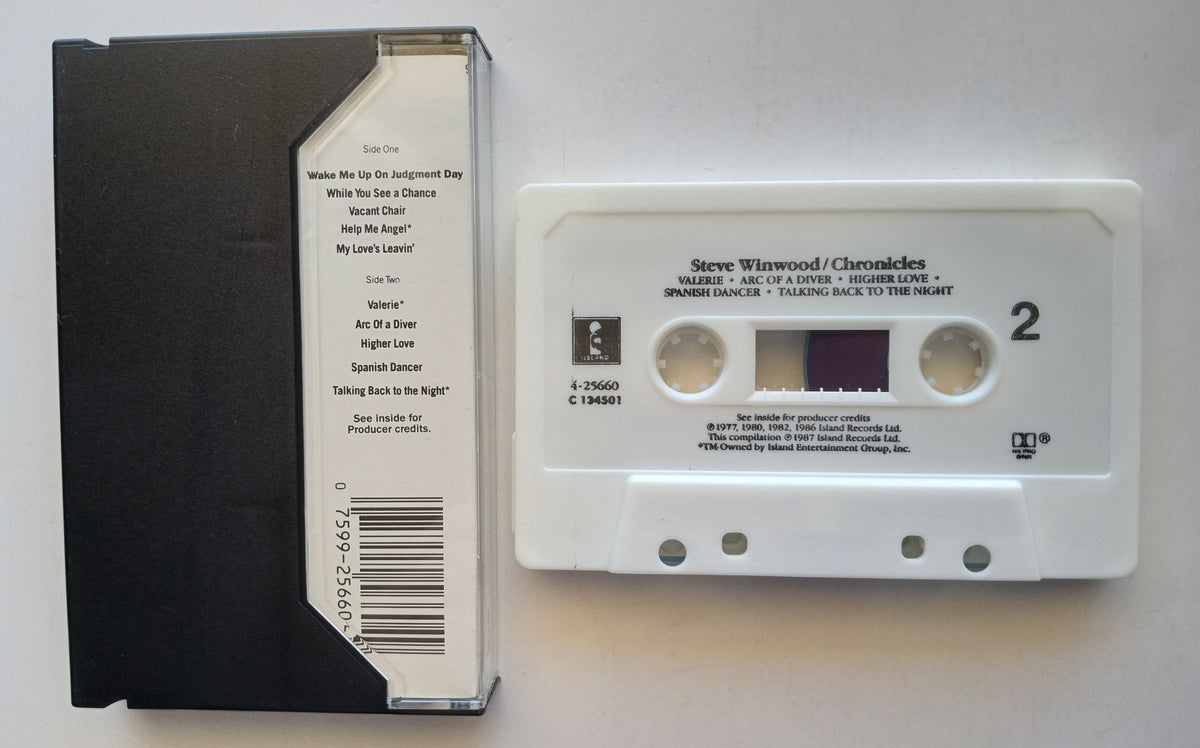 Side One
Wake Me Up On Judgment Day
While You See a Chance
Vacant Chair
Help Me Angel*
My Love's Leavin'
Side Two
Valerie*
Arc Of a Diver
Higher Love
Spanish Dancer
Talking Back to the Night*
See inside for
Producer credits.
0 7599-25660-
Steve Winwood/Chronicles
VALERIE • ARC OF A DIVER • HIGHER LOVE •
SPANISH DANCER • TALKING BACK TO THE NIGHT
2
ISLAND
4-25660
C 134501
See inside for producer credits
℗1977, 1980, 1982, 1986 Island Records Ltd.
This compilation ℗1987 Island Records Ltd.
*TM Owned by Island Entertainment Group, Inc.
®
HX PRO